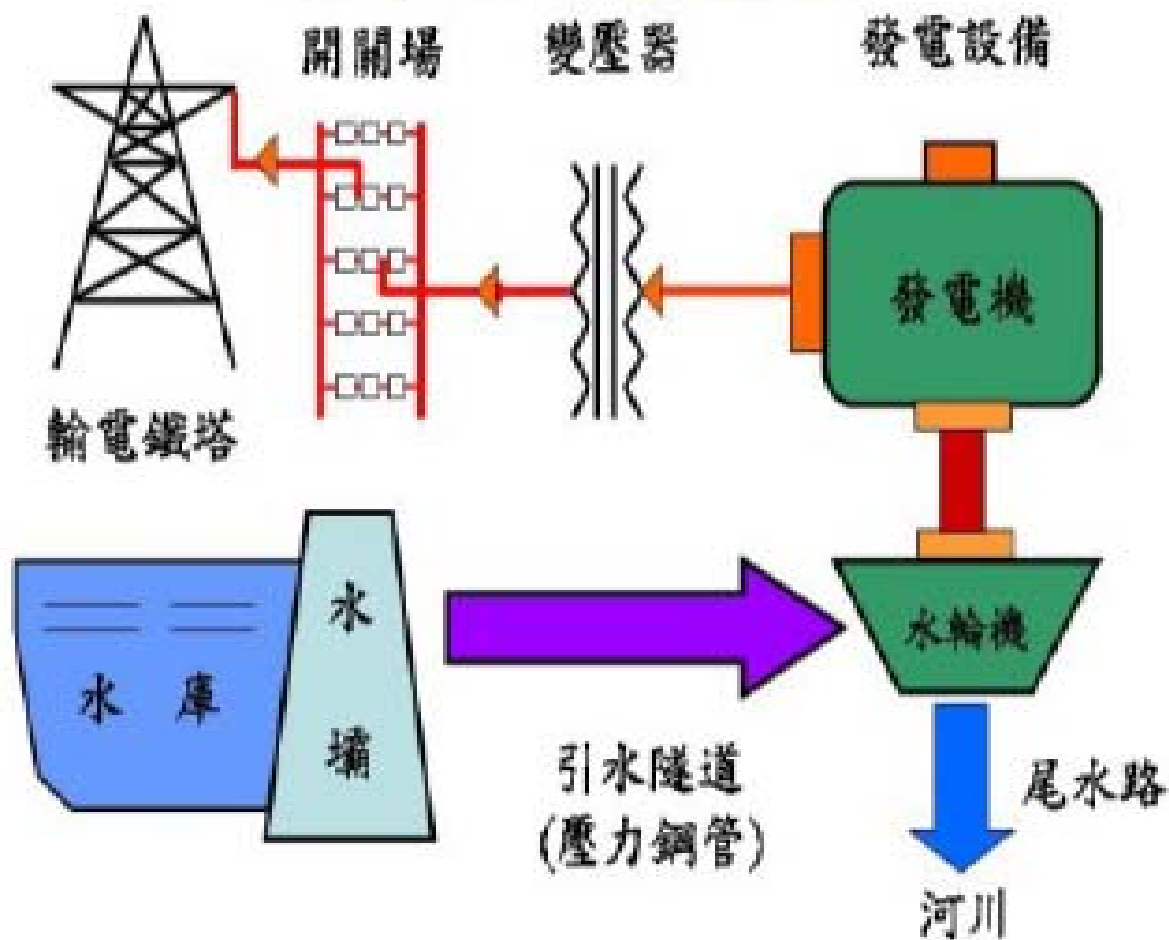 開關場
變壓器
發電設備
發電機
輸電鐵塔
水
壩
水庫
水輪機
引水隧道
(壓力鋼管)
尾水路
河川